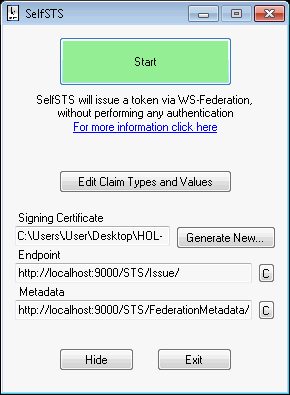 SelfSTS
Start
SelfSTS will issue a token via WS-Federation,
without performing any authentication
For more information click here
Edit Claim Types and Values
Signing Certificate
C:\Users\User\Desktop\HOL-
Generate New...
Endpoint
http://localhost:9000/STS/Issue/
C
Metadata
http://localhost:9000/STS/FederationMetadata/
C
Hide
Exit